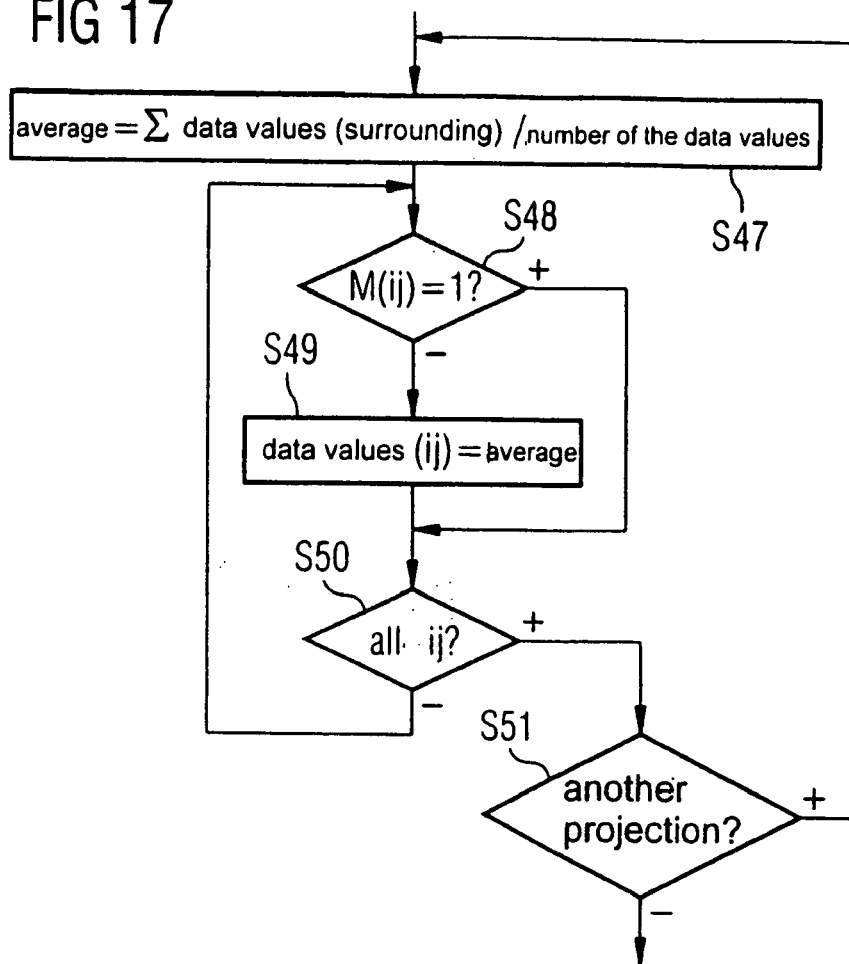 FIG 17
average = Σ data values (surrounding) / number of the data values
S47
S48
M(ij) = 1?
+
−
S49
data values (ij) = average
S50
all ij?
+
−
S51
another
projection?
+
−